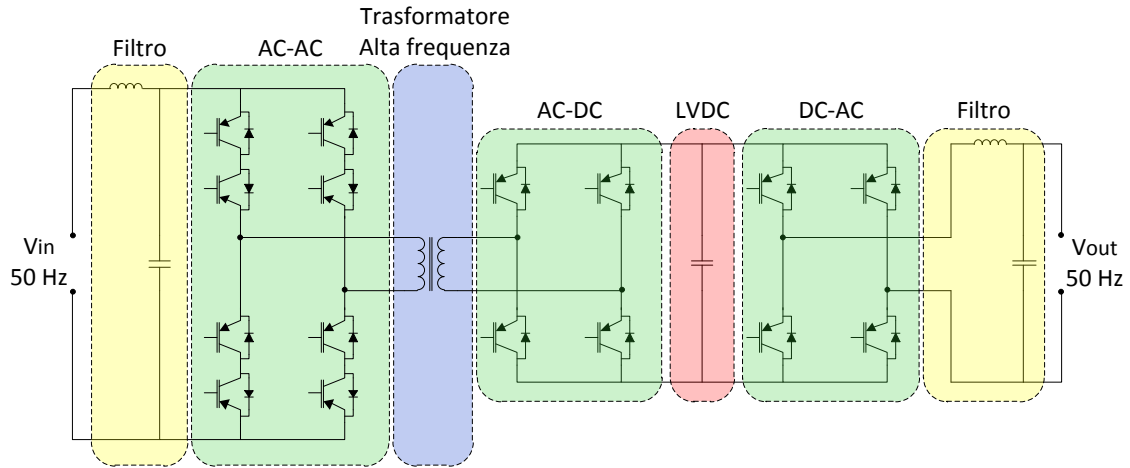 Trasformatore
Alta frequenza
Filtro
AC-AC
AC-DC
LVDC
DC-AC
Filtro
Vin
50 Hz
Vout
50 Hz